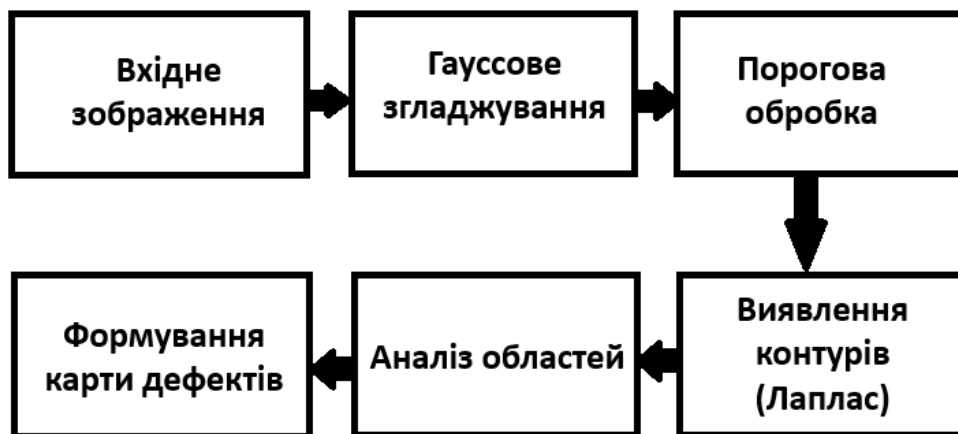 Вхідне
зображення
Гауссове
згладжування
Порогова
обробка
Виявлення
контурів
(Лаплас)
Аналіз областей
Формування
карти дефектів